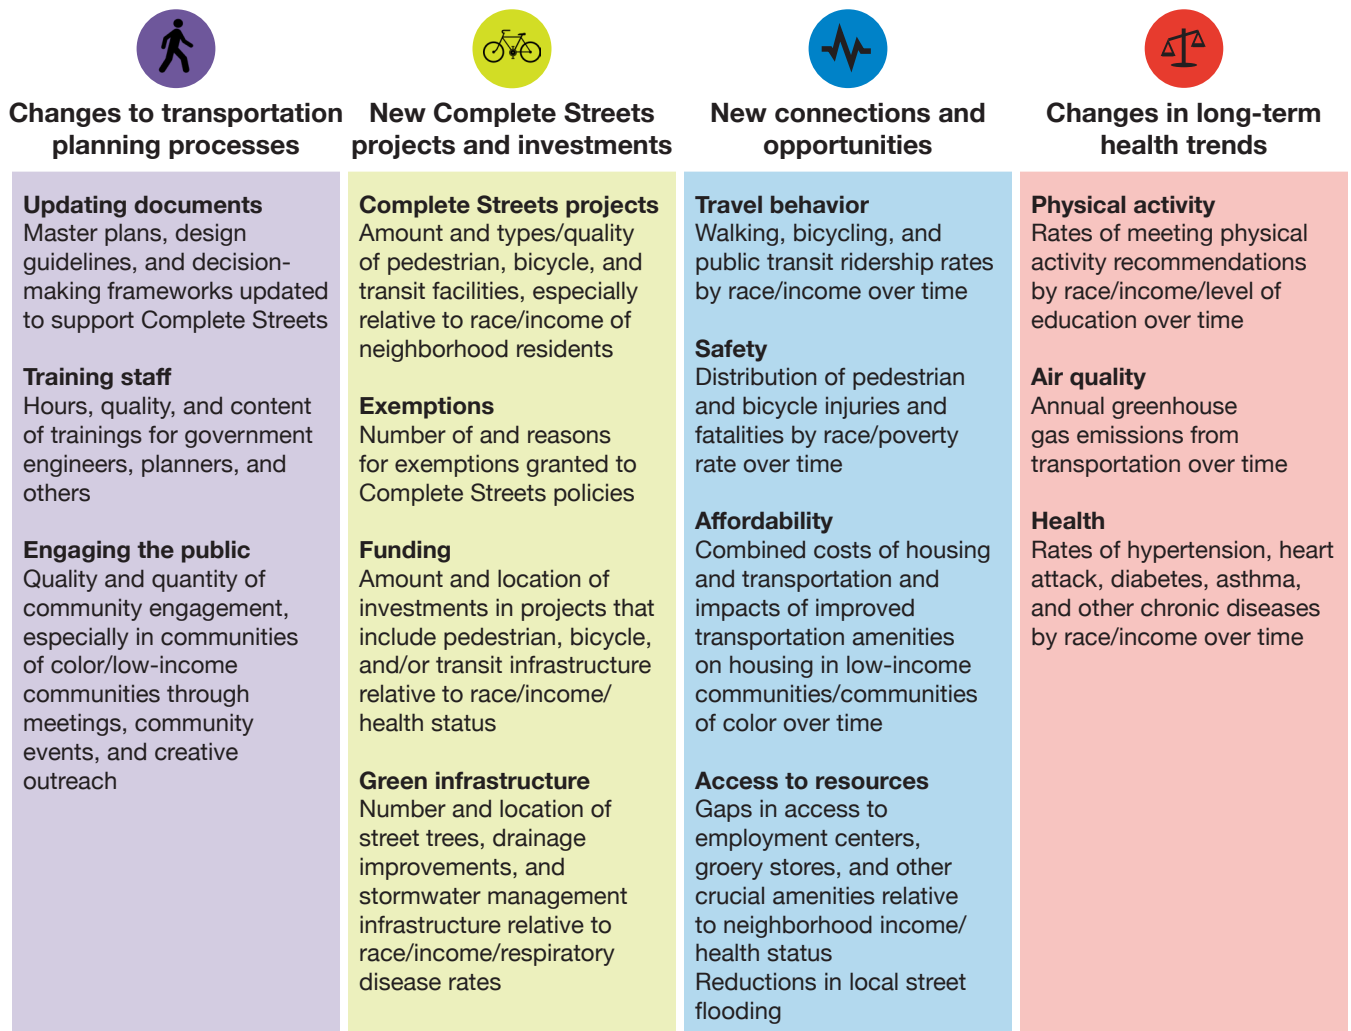 Changes to transportation
planning processes
Updating documents
Master plans, design
guidelines, and decision-
making frameworks updated
to support Complete Streets
Training staff
Hours, quality, and content
of trainings for government
engineers, planners, and
others
Engaging the public
Quality and quantity of
community engagement,
especially in communities
of color/low-income
communities through
meetings, community
events, and creative
outreach
New Complete Streets
projects and investments
Complete Streets projects
Amount and types/quality
of pedestrian, bicycle, and
transit facilities, especially
relative to race/income of
neighborhood residents
Exemptions
Number of and reasons
for exemptions granted to
Complete Streets policies
Funding
Amount and location of
investments in projects that
include pedestrian, bicycle,
and/or transit infrastructure
relative to race/income/
health status
Green infrastructure
Number and location of
street trees, drainage
improvements, and
stormwater management
infrastructure relative to
race/income/respiratory
disease rates
New connections and
opportunities
Travel behavior
Walking, bicycling, and
public transit ridership rates
by race/income over time
Safety
Distribution of pedestrian
and bicycle injuries and
fatalities by race/poverty
rate over time
Affordability
Combined costs of housing
and transportation and
impacts of improved
transportation amenities
on housing in low-income
communities/communities
of color over time
Access to resources
Gaps in access to
employment centers,
groery stores, and other
crucial amenities relative
to neighborhood income/
health status
Reductions in local street
flooding
Changes in long-term
health trends
Physical activity
Rates of meeting physical
activity recommendations
by race/income/level of
education over time
Air quality
Annual greenhouse
gas emissions from
transportation over time
Health
Rates of hypertension, heart
attack, diabetes, asthma,
and other chronic diseases
by race/income over time